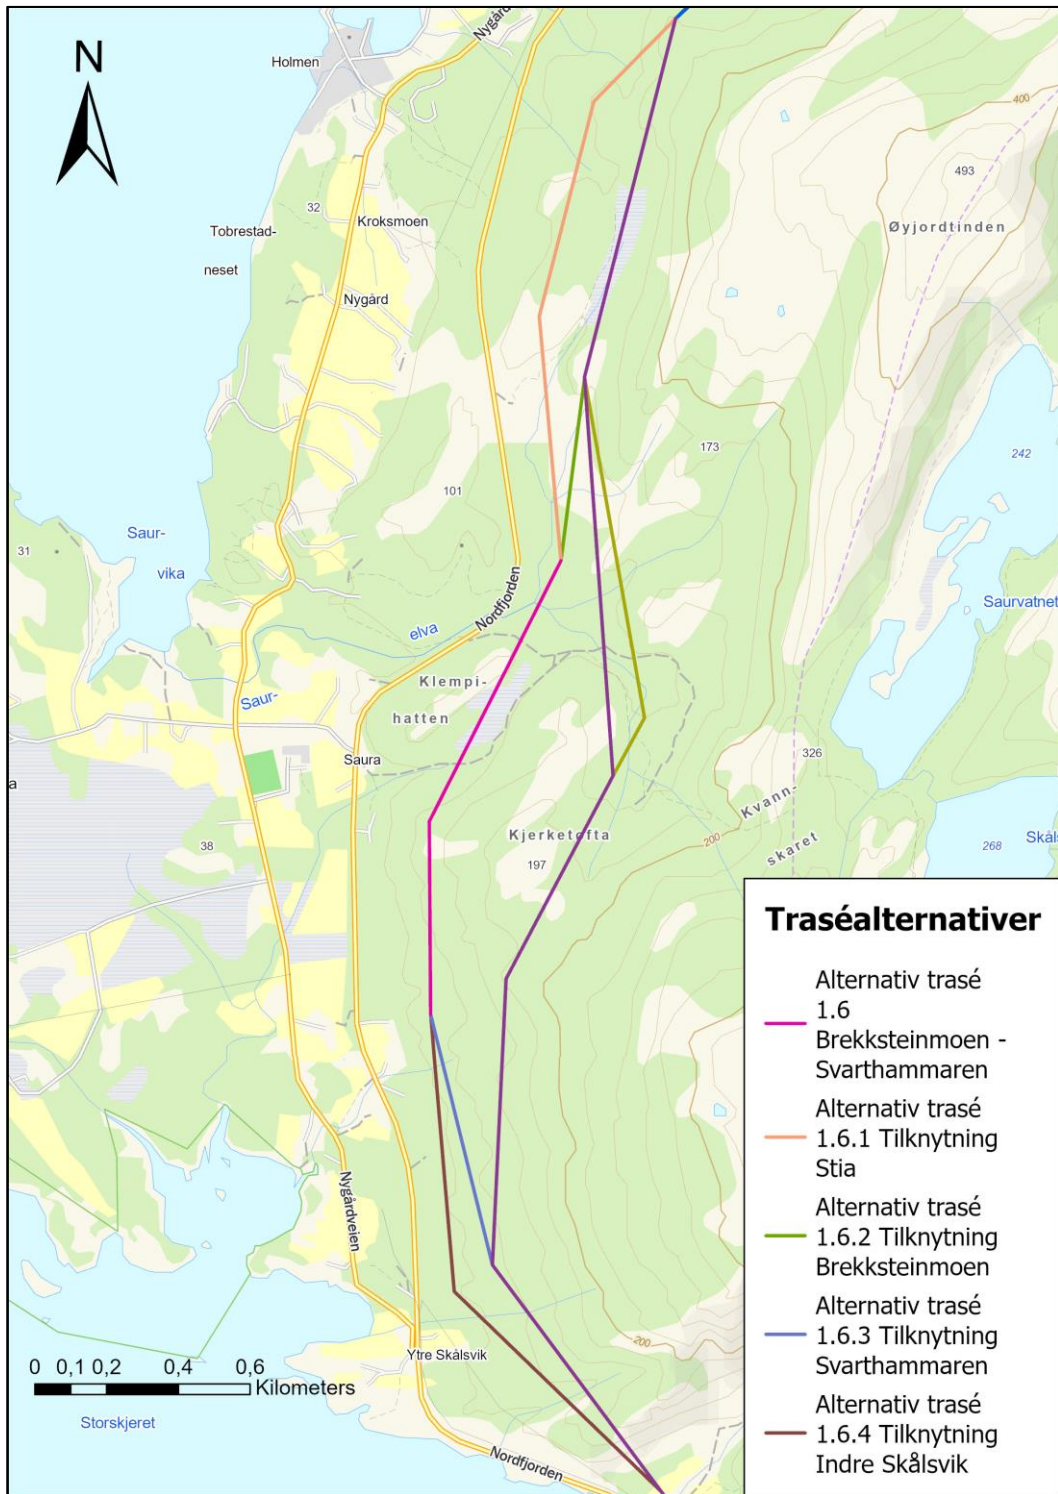 N
Holmen
Nygård
400
493
Øyjordtinden
32
Kroksmoen
Tobrestad-
neset
Nygård
173
242
101
Saur-
vika
31
Nordfjorden
elva
Saurvatnet
Klempi-
hatten
Saur-
Saura
326
a
Kvann-
skaret
Kjerketofta
200
197
38
268
Skåls
Nygårdveien
200
Ytre Skålsvik
Nordfjorden
Storskjeret
0 0,1 0,2 0,4 0,6
Kilometers
Traséalternativer
Alternativ trasé
1.6
Brekksteinmoen -
Svarthammaren
Alternativ trasé
1.6.1 Tilknytning
Stia
Alternativ trasé
1.6.2 Tilknytning
Brekksteinmoen
Alternativ trasé
1.6.3 Tilknytning
Svarthammaren
Alternativ trasé
1.6.4 Tilknytning
Indre Skålsvik